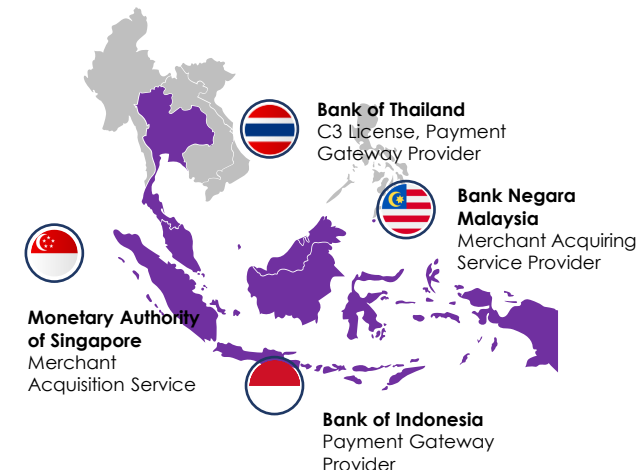 Bank of Thailand
C3 License, Payment
Gateway Provider
Bank Negara
Malaysia
Merchant Acquiring
Service Provider
Monetary Authority
of Singapore
Merchant
Acquisition Service
Bank of Indonesia
Payment Gateway
Provider